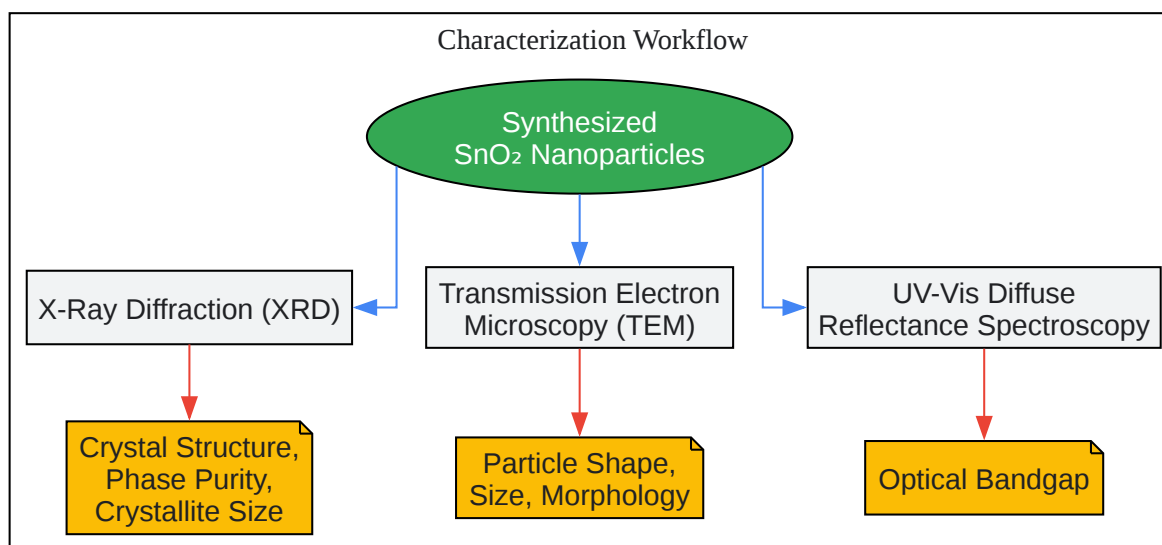 Characterization Workflow
Synthesized
SnO₂ Nanoparticles
X-Ray Diffraction (XRD)
Transmission Electron
Microscopy (TEM)
UV-Vis Diffuse
Reflectance Spectroscopy
Crystal Structure,
Phase Purity,
Crystallite Size
Particle Shape,
Size, Morphology
Optical Bandgap